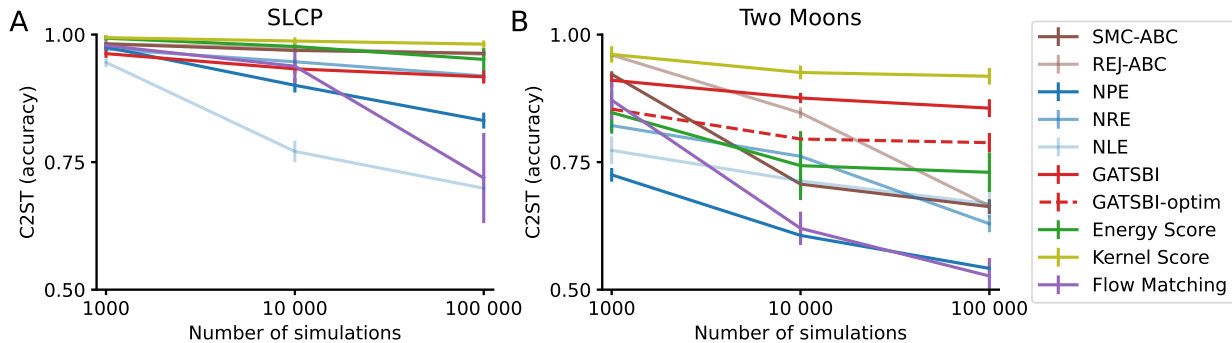 A
SLCP
1.00
0.75
0.50
C2ST (accuracy)
1000
10 000
100 000
Number of simulations
B
Two Moons
1.00
0.75
0.50
C2ST (accuracy)
1000
10 000
100 000
Number of simulations
SMC-ABC
REJ-ABC
NPE
NRE
NLE
GATSBI
GATSBI-optim
Energy Score
Kernel Score
Flow Matching